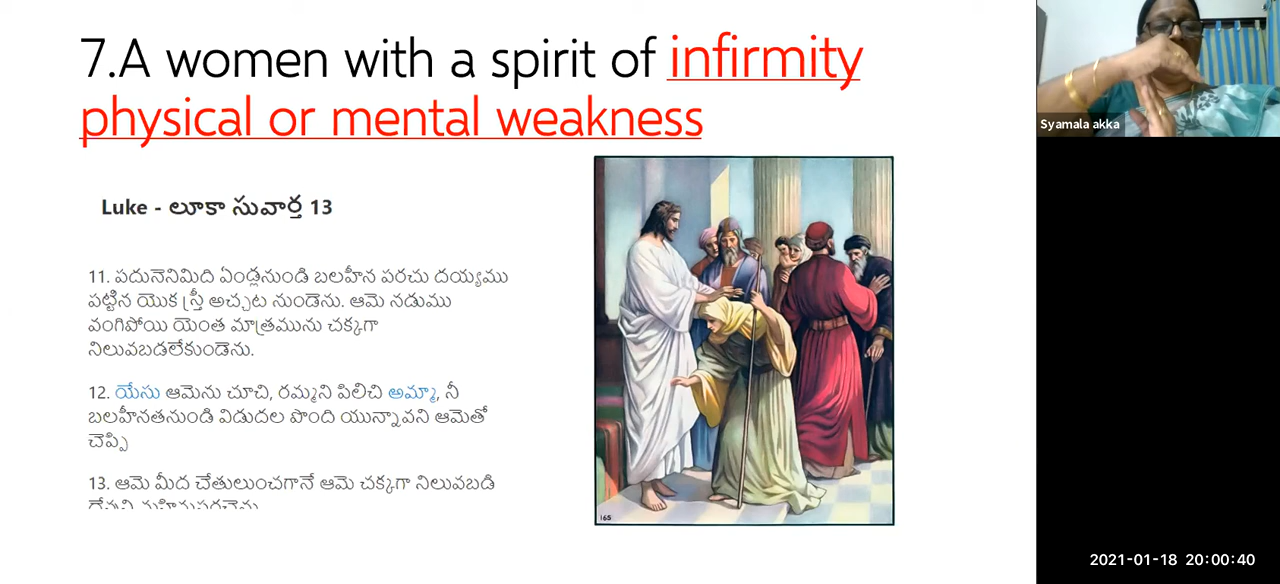 7.A women with a spirit of infirmity
physical or mental weakness
Luke - లూకా సువార్త 13
11. పదునెనిమిది ఏండ్లనుండి బలహీన పరచు దయ్యము
పట్టిన యొక స్త్రీ అచ్చట నుండెను. ఆమె నడుము
వంగిపోయి యెంత మాత్రమును చక్కగా
నిలువబడలేకుండెను.
12. యేసు ఆమెను చూచి, రమ్మని పిలిచి అమ్మా, నీ
బలహీనతనుండి విడుదల పొంది యున్నావని ఆమెతో
చెప్పి
13. ఆమె మీద చేతులుంచగానే ఆమె చక్కగా నిలువబడి
దేవుని మహిమపరచెను
165
Syamala akka
2021-01-18 20:00:40